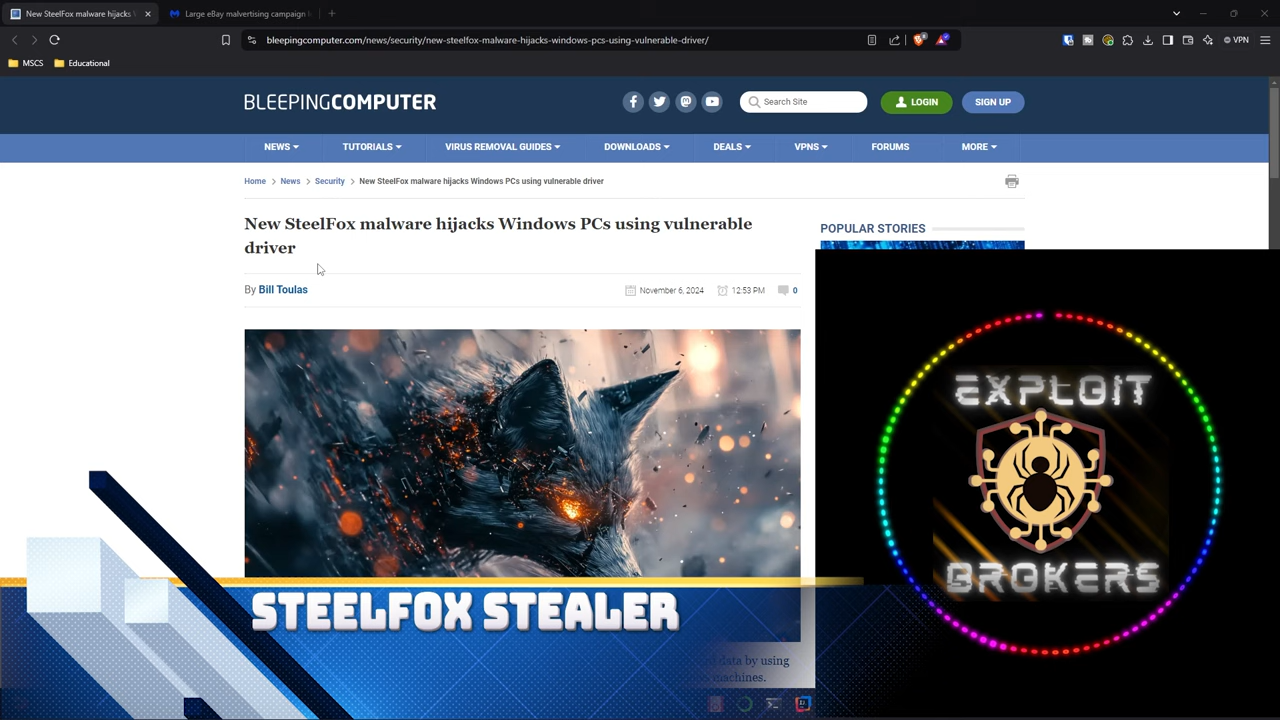 New SteelFox malware hijacks W
Large eBay malvertising campaign
bleepingcomputer.com/news/security/new-steelfox-malware-hijacks-windows-pcs-using-vulnerable-driver/
VPN
MSCS
Educational
BLEEPINGCOMPUTER
Search Site
LOGIN
SIGN UP
NEWS
TUTORIALS
VIRUS REMOVAL GUIDES
DOWNLOADS
DEALS
VPNS
FORUMS
MORE
Home > News > Security > New SteelFox malware hijacks Windows PCs using vulnerable driver
New SteelFox malware hijacks Windows PCs using vulnerable
driver
POPULAR STORIES
By Bill Toulas
November 6, 2024
12:53 PM
0
EXPLOIT
BROKERS
STEELFOX STEALER
data by using
machines.